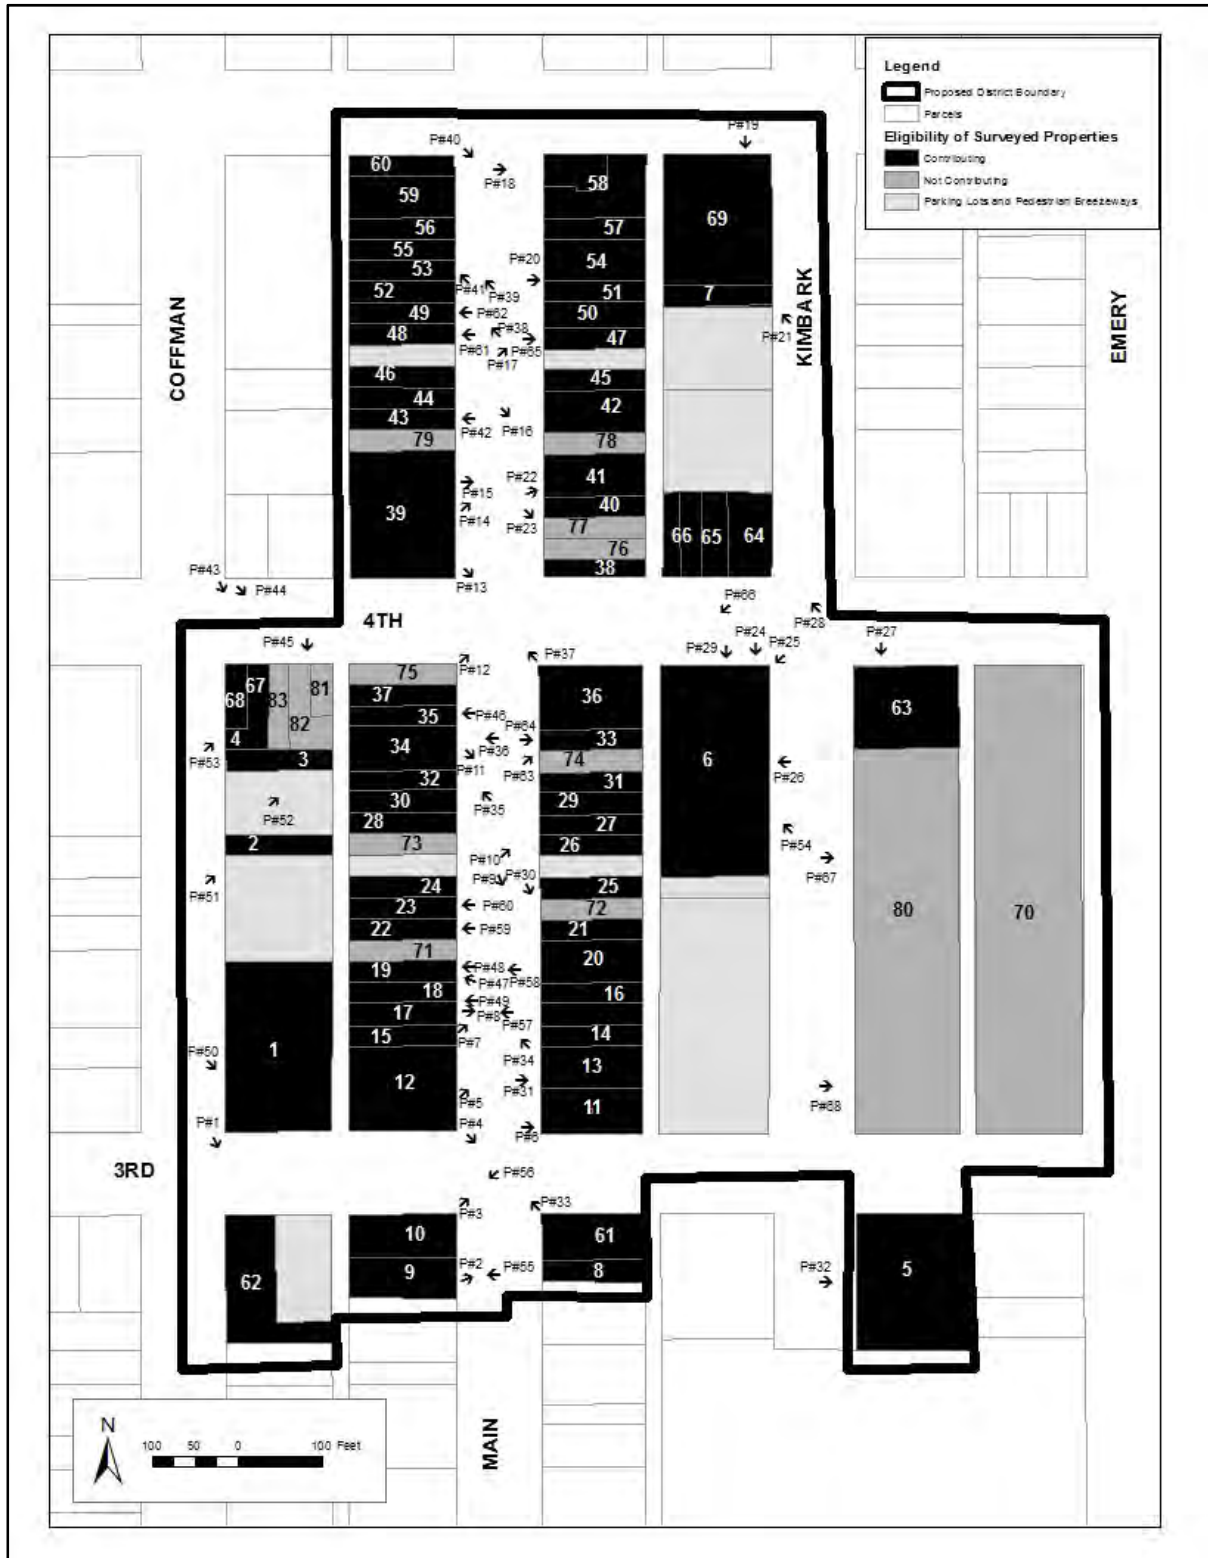 Legend
Proposed District Boundary
Parcels
Eligibility of Surveyed Properties
Contributing
Not Contributing
Parking Lots and Pedestrian Breezeways
P#19
P#40
60
P#18
58
59
69
56
57
55
P#20
54
53
P#41
52
P#39
51
7
49
P#62
50
P#38
P#21
48
47
P#61
P#65
P#17
KIMBARK
EMERY
COFFMAN
46
45
44
42
43
P#42
P#16
79
78
41
P#22
P#15
39
40
P#14
P#23
77
66
65
64
76
38
P#43
P#44
P#13
P#66
4TH
P#28
P#45
P#24
P#27
P#29
P#25
P#12
P#37
75
68
67
83
81
37
36
63
35
P#46
82
P#64
4
33
34
P#36
P#53
3
P#11
P#63
74
6
P#26
32
31
30
29
P#35
P#52
28
27
2
73
26
P#54
P#10
P#30
P#67
P#51
P#9
24
25
23
P#60
72
80
70
22
P#59
21
71
19
P#48
20
P#47
P#58
18
16
P#49
17
P#8
P#57
1
15
P#7
14
P#50
P#34
13
12
P#31
P#5
P#68
11
P#1
P#4
P#6
3RD
P#56
P#33
P#3
10
61
P#2
P#55
9
8
P#32
5
62
N
100 50 0 100 Feet
MAIN